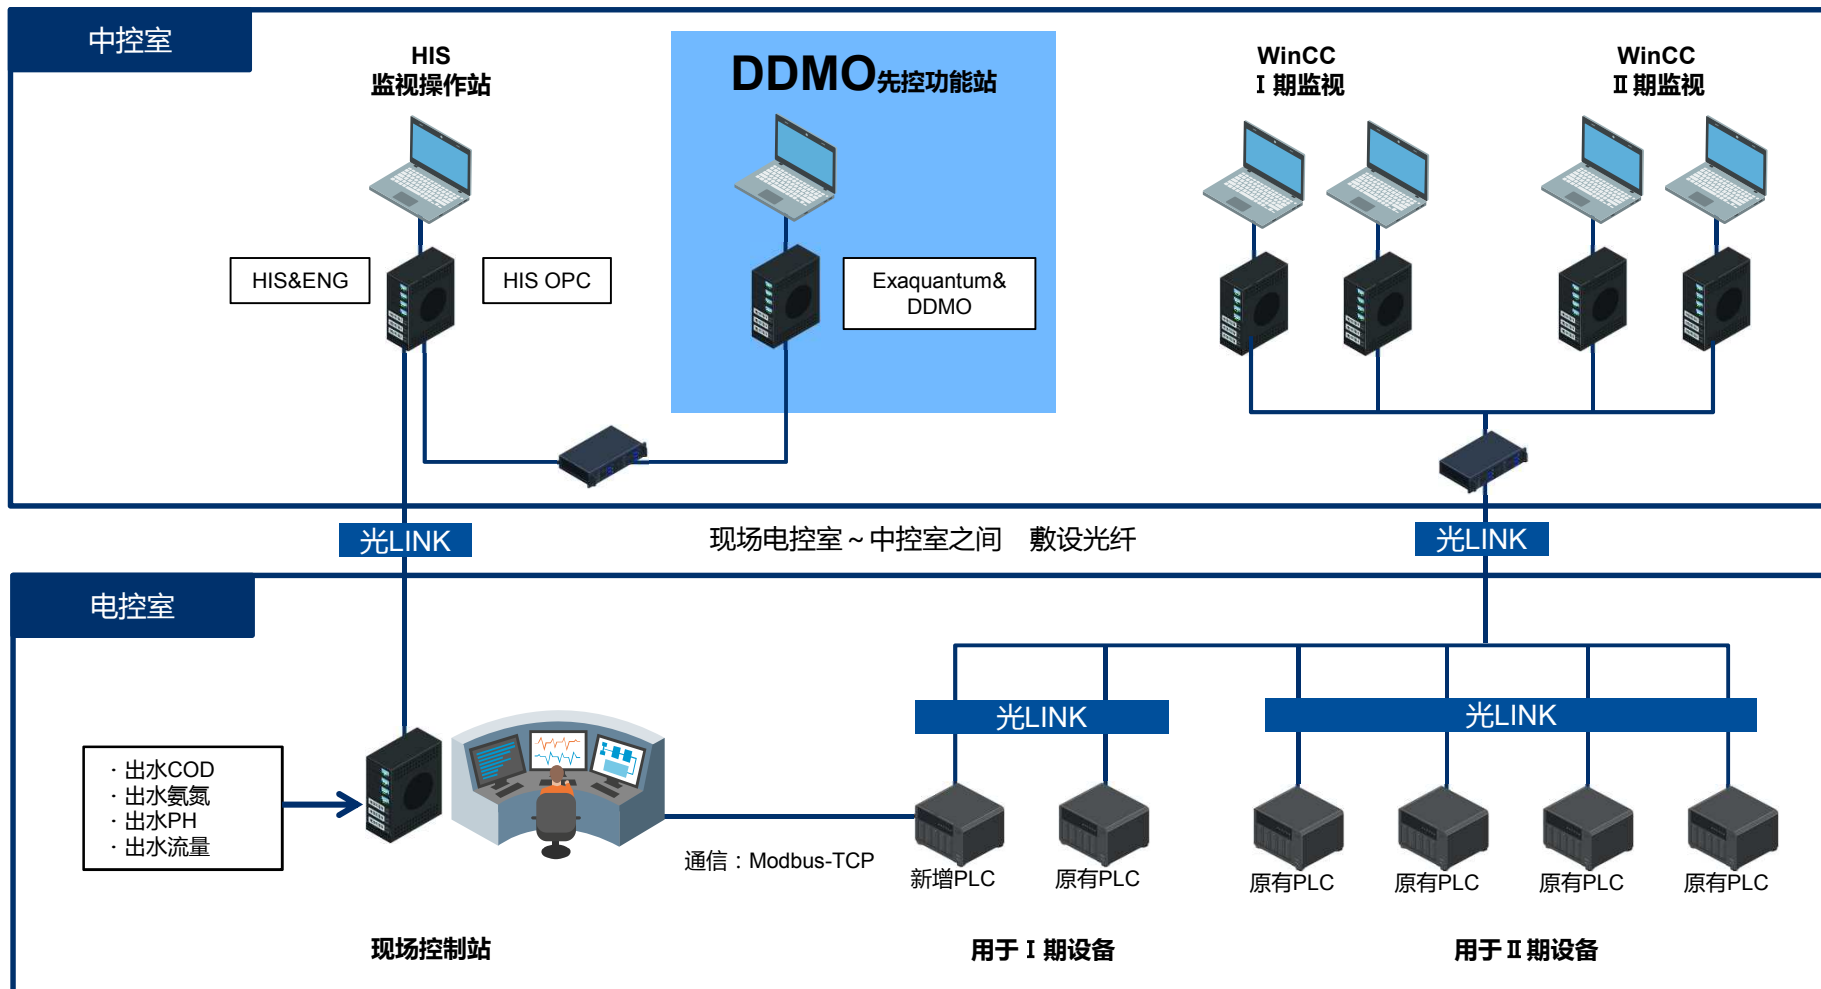 中控室
HIS
监视操作站
DDMO先控功能站
WinCC
Ⅰ期监视
WinCC
Ⅱ期监视
HIS&ENG
HIS OPC
Exaquantum&
DDMO
光LINK
现场电控室～中控室之间　敷设光纤
光LINK
电控室
光LINK
光LINK
· 出水COD
· 出水氨氮
· 出水PH
· 出水流量
通信：Modbus-TCP
新增PLC
原有PLC
原有PLC
原有PLC
原有PLC
原有PLC
现场控制站
用于Ⅰ期设备
用于Ⅱ期设备